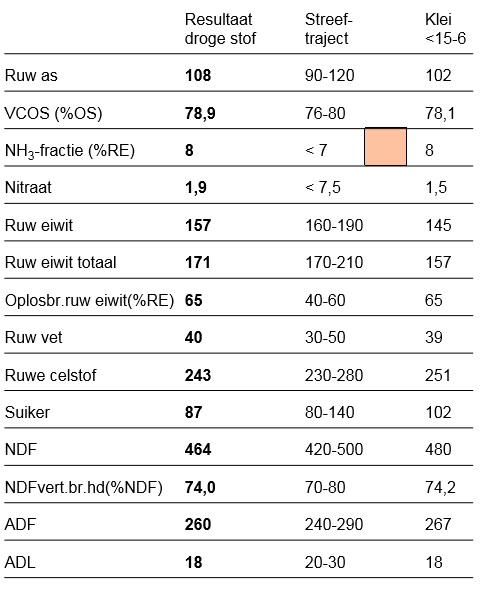 Resultaat Streef- Klei
droge stof traject <15-6
Ruw as 108 90-120 102
VCOS (%OS) 78,9 76-80 78,1
NH3-fractie (%RE) 8 < 7 8
Nitraat 1,9 < 7,5 1,5
Ruw eiwit 157 160-190 145
Ruw eiwit totaal 171 170-210 157
Oplosbr.ruw eiwit(%RE) 65 40-60 65
Ruw vet 40 30-50 39
Ruwe celstof 243 230-280 251
Suiker 87 80-140 102
NDF 464 420-500 480
NDFvert.br.hd(%NDF) 74,0 70-80 74,2
ADF 260 240-290 267
ADL 18 20-30 18